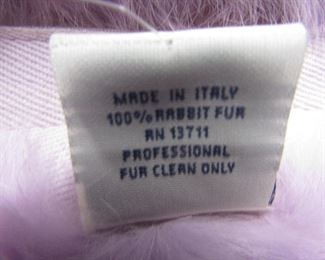 MADE IN ITALY
100% RABBIT FUR
RN 13711
PROFESSIONAL
FUR CLEAN ONLY